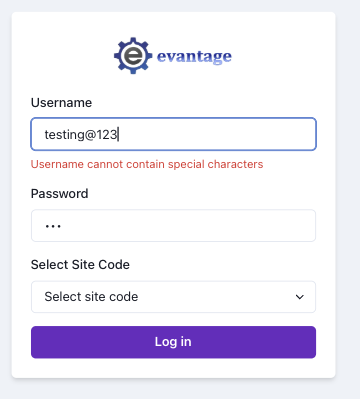 evantage
Username
testing@123
Username cannot contain special characters
Password
•••
Select Site Code
Select site code
Log in